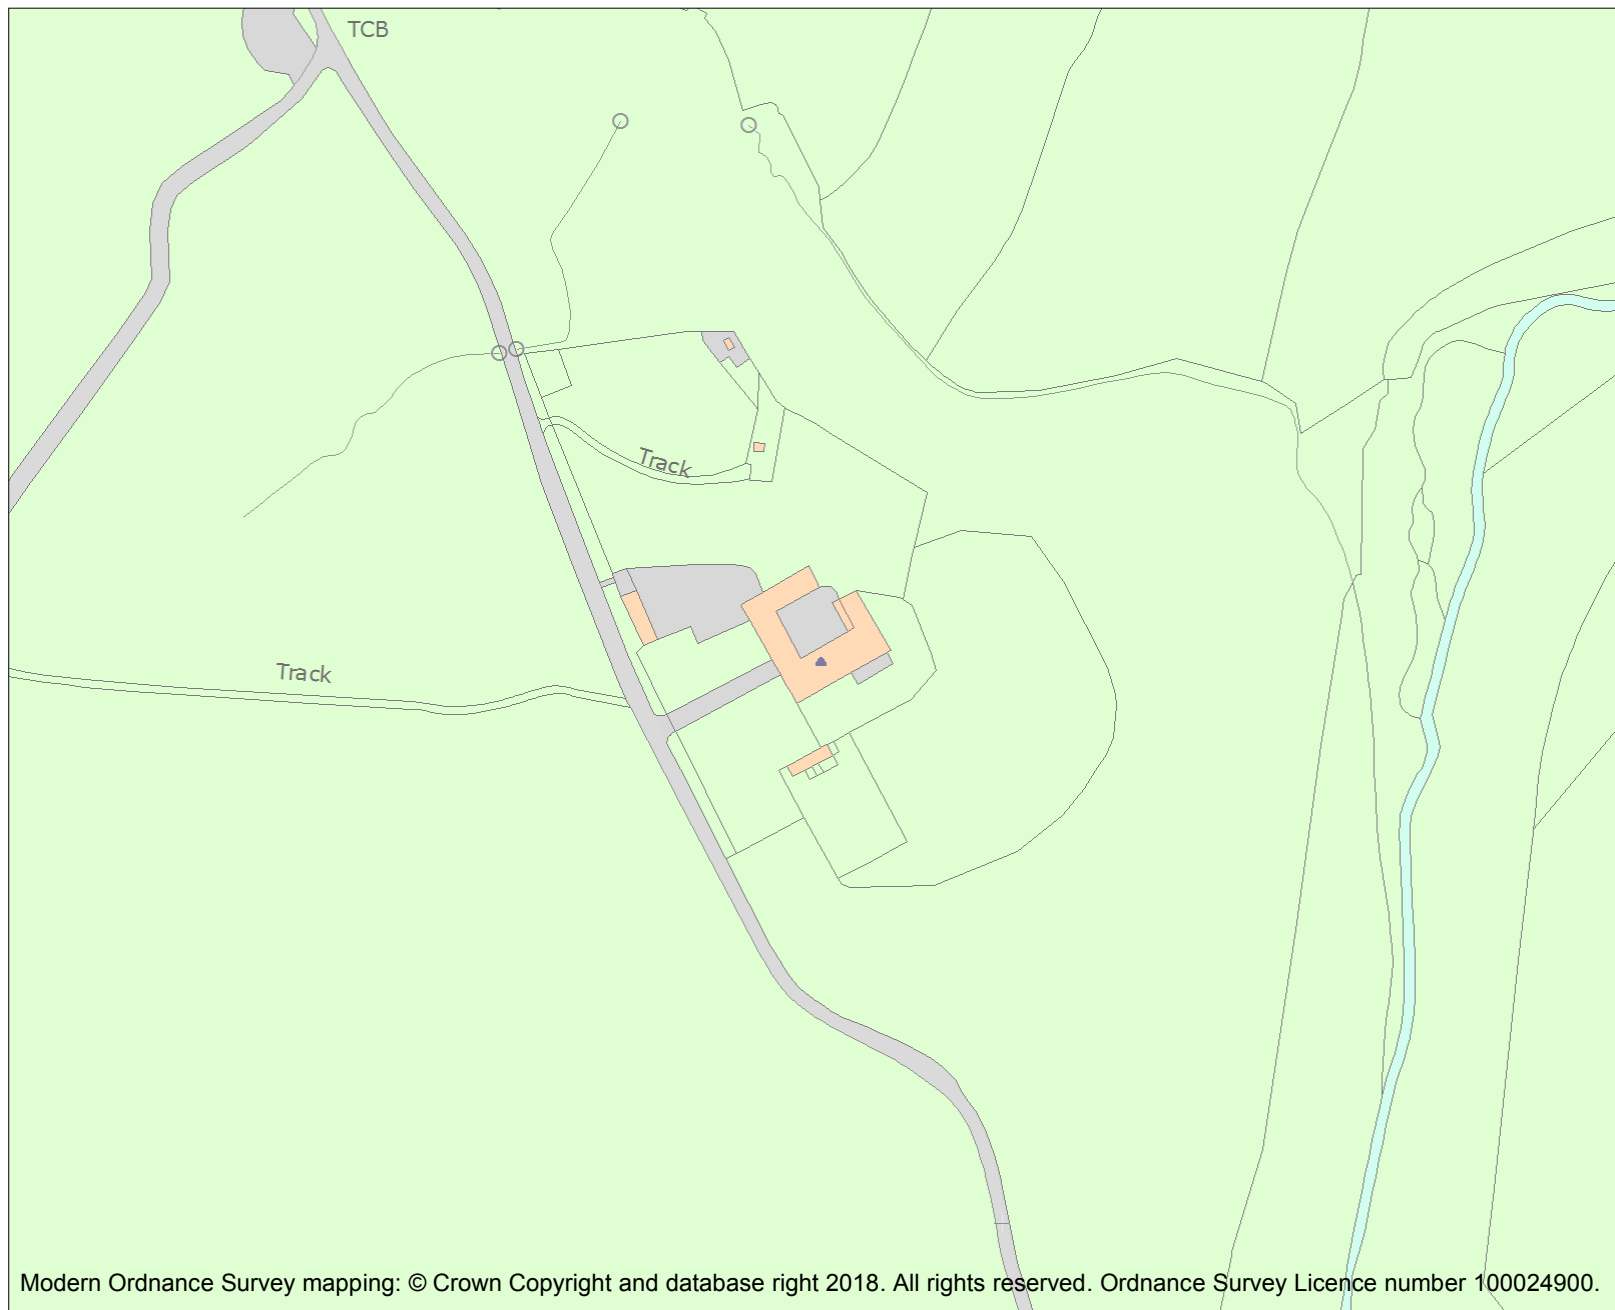 TCB
Track
Track
Modern Ordnance Survey mapping: © Crown Copyright and database right 2018. All rights reserved. Ordnance Survey Licence number 100024900.